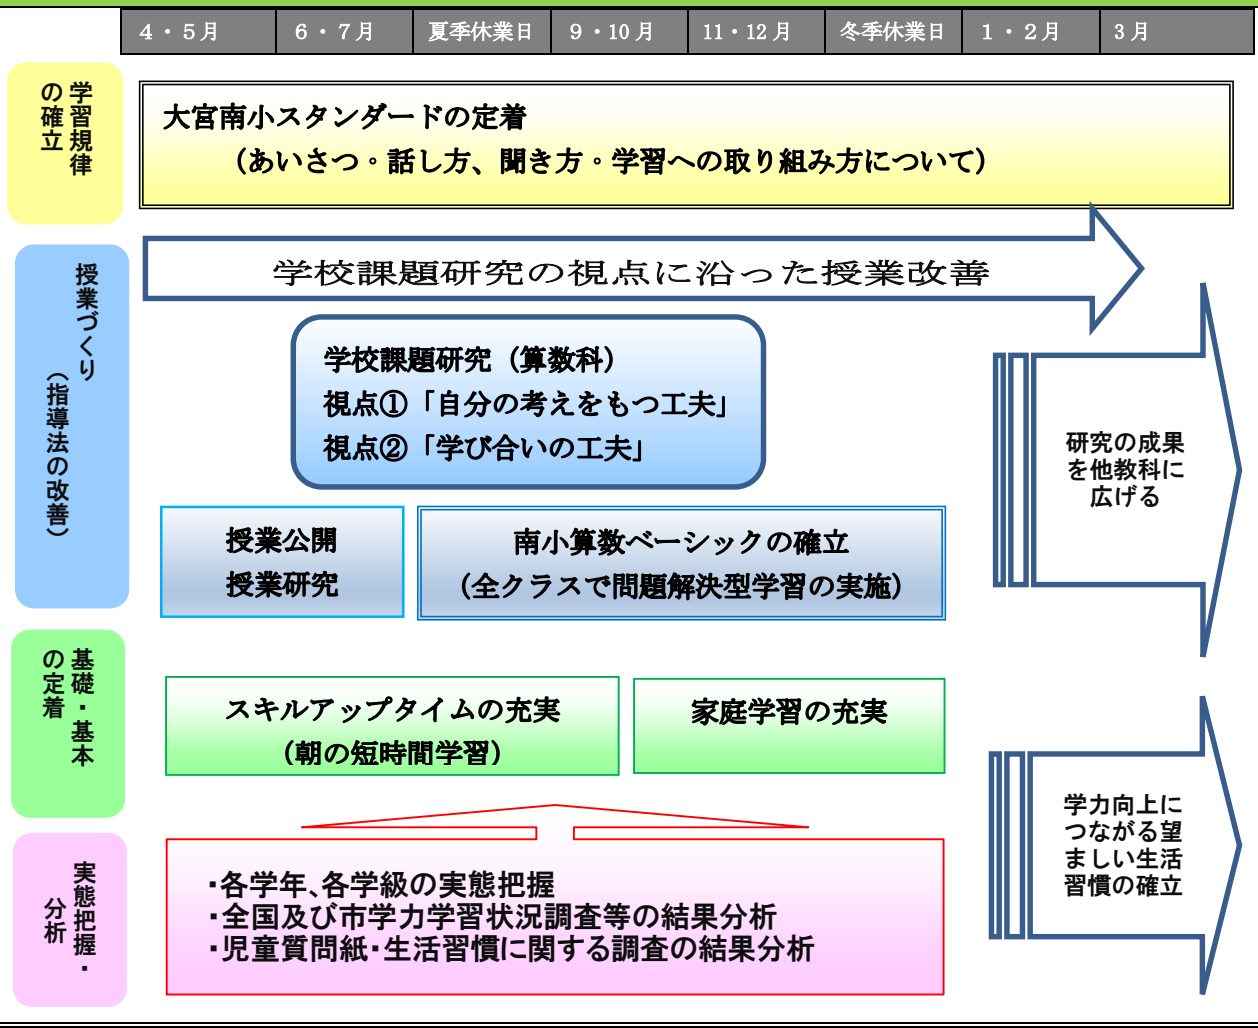 4・5月
6・7月
夏季休業日
9・10月
11・12月
冬季休業日
1・2月
3月
学習規律
の確立
大宮南小スタンダードの定着
（あいさつ・話し方、聞き方・学習への取り組み方について）
授業づくり
（指導法の改善）
学校課題研究の視点に沿った授業改善
学校課題研究（算数科）
視点①「自分の考えをもつ工夫」
視点②「学び合いの工夫」
研究の成果
を他教科に
広げる
授業公開
授業研究
南小算数ベーシックの確立
（全クラスで問題解決型学習の実施）
基礎・基本
の定着
スキルアップタイムの充実
（朝の短時間学習）
家庭学習の充実
学力向上に
つながる望
ましい生活
習慣の確立
実態把握・
分析
・各学年、各学級の実態把握
・全国及び市学力学習状況調査等の結果分析
・児童質問紙・生活習慣に関する調査の結果分析